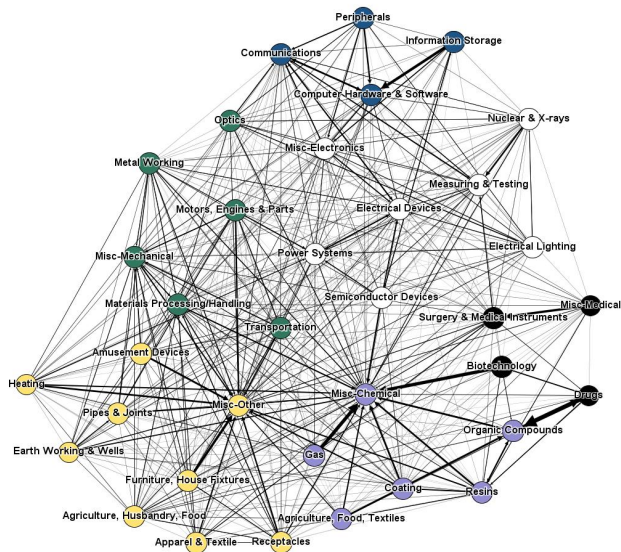 Peripherals
Information Storage
Communications
Computer Hardware & Software
Optics
Nuclear & X-rays
Misc-Electronics
Metal Working
Measuring & Testing
Motors, Engines & Parts
Electrical Devices
Misc-Mechanical
Power Systems
Electrical Lighting
Semiconductor Devices
Materials Processing/Handling
Misc-Medical
Surgery & Medical Instruments
Transportation
Amusement Devices
Biotechnology
Heating
Misc-Other
Misc-Chemical
Drugs
Pipes & Joints
Organic Compounds
Earth Working & Wells
Gas
Furniture, House Fixtures
Coating
Resins
Agriculture, Husbandry, Food
Agriculture, Food, Textiles
Apparel & Textile
Receptacles